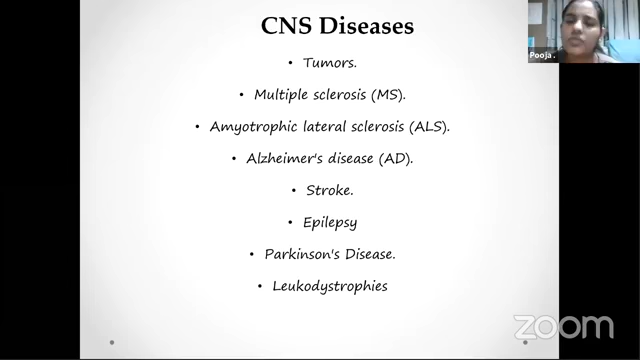 CNS Diseases
• Tumors.
• Multiple sclerosis (MS).
• Amyotrophic lateral sclerosis (ALS).
• Alzheimer's disease (AD).
• Stroke.
• Epilepsy
• Parkinson's Disease.
• Leukodystrophies
Pooja .
zoom